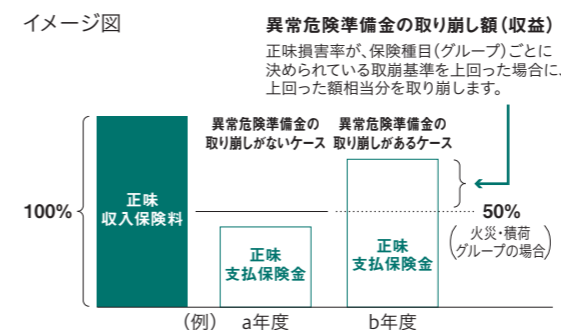 イメージ図
異常危険準備金の取り崩し額（収益）
正味損害率が、保険種目（グループ）ごとに
決められている取崩基準を上回った場合に、
上回った額相当分を取り崩します。
異常危険準備金の
取り崩しがないケース
異常危険準備金の
取り崩しがあるケース
100%
正味
収入保険料
50%
火災・積荷
グループの場合
正味
支払保険金
正味
支払保険金
（例）
a年度
b年度